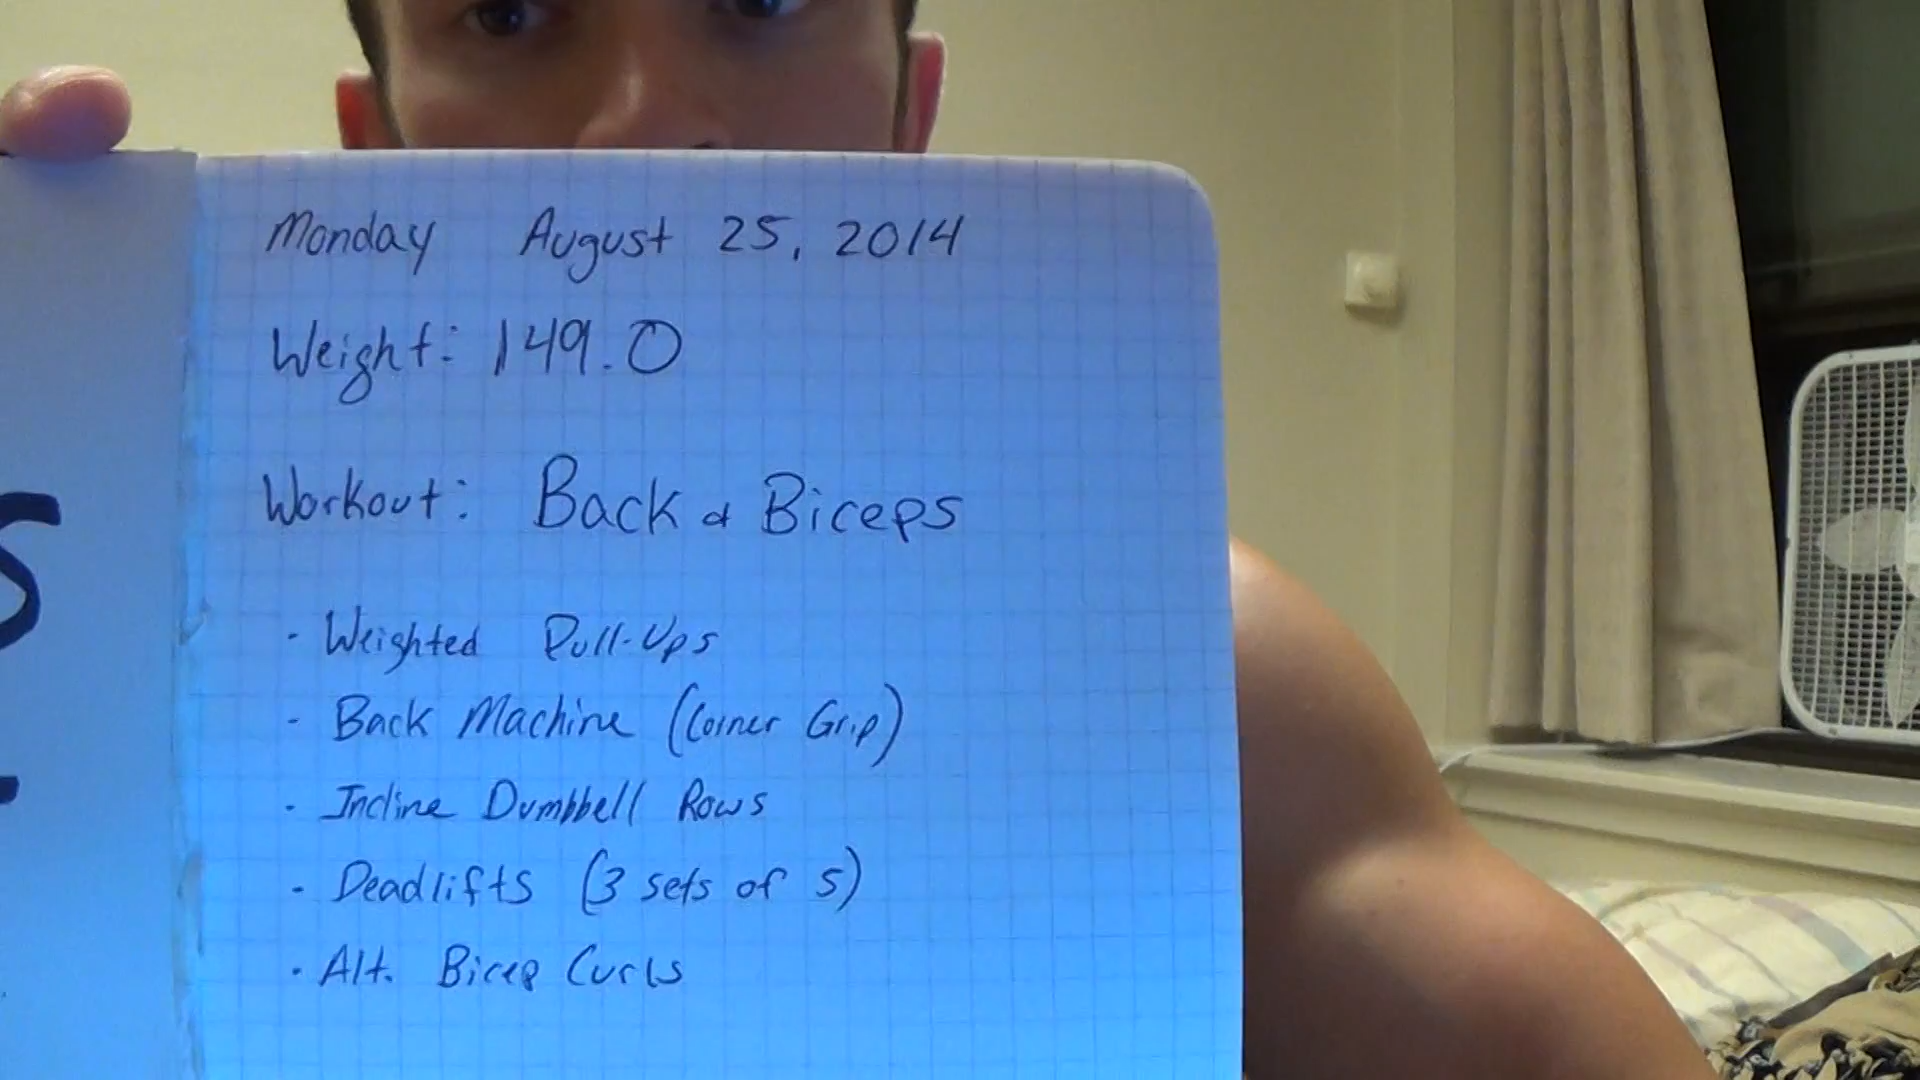 Monday August 25, 2014
Weight: 149.0
Workout: Back & Biceps
- Weighted Pull-Ups
- Back Machine (Corner Grip)
- Incline Dumbbell Rows
- Deadlifts (3 sets of 5)
- Alt. Bicep Curls